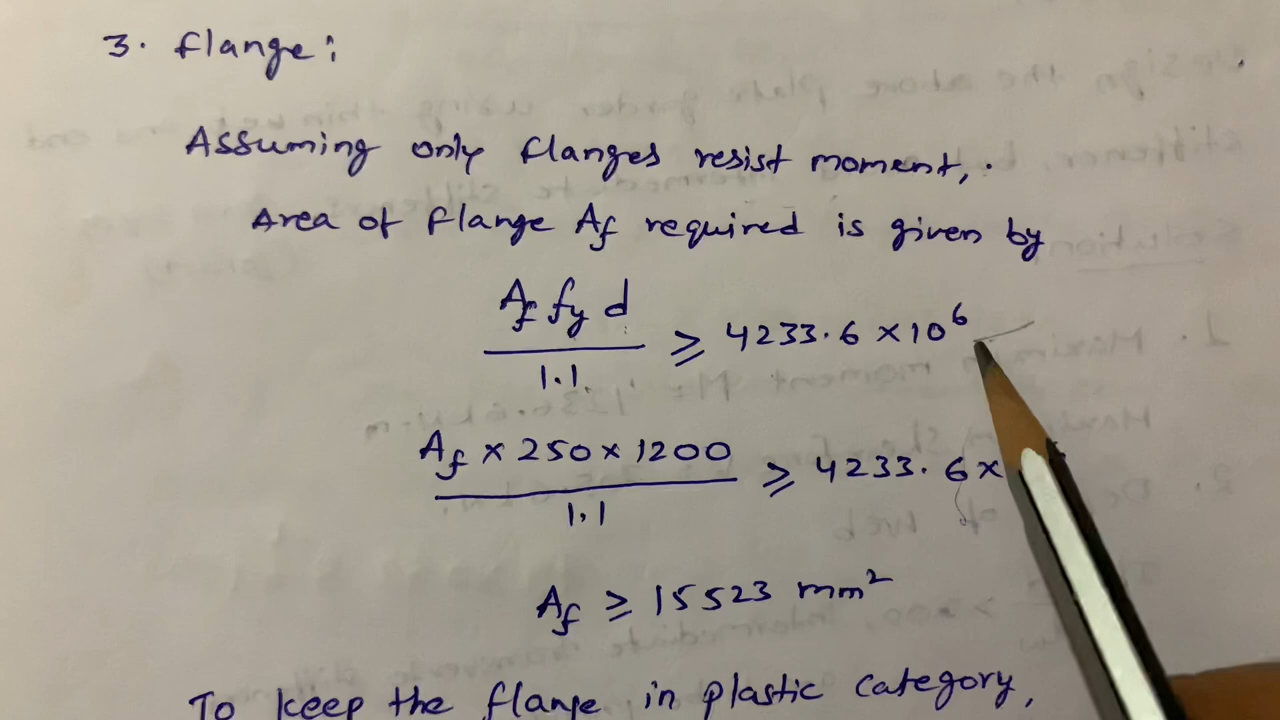 3. Flange:
Assuming only flanges resist moment,.
Area of flange Af required is given by
Af fy d / 1.1 ≥ 4233.6 × 10^6
Af × 250 × 1200 / 1.1 ≥ 4233.6 ×
Af ≥ 15523 mm²
To keep the flange in plastic category,